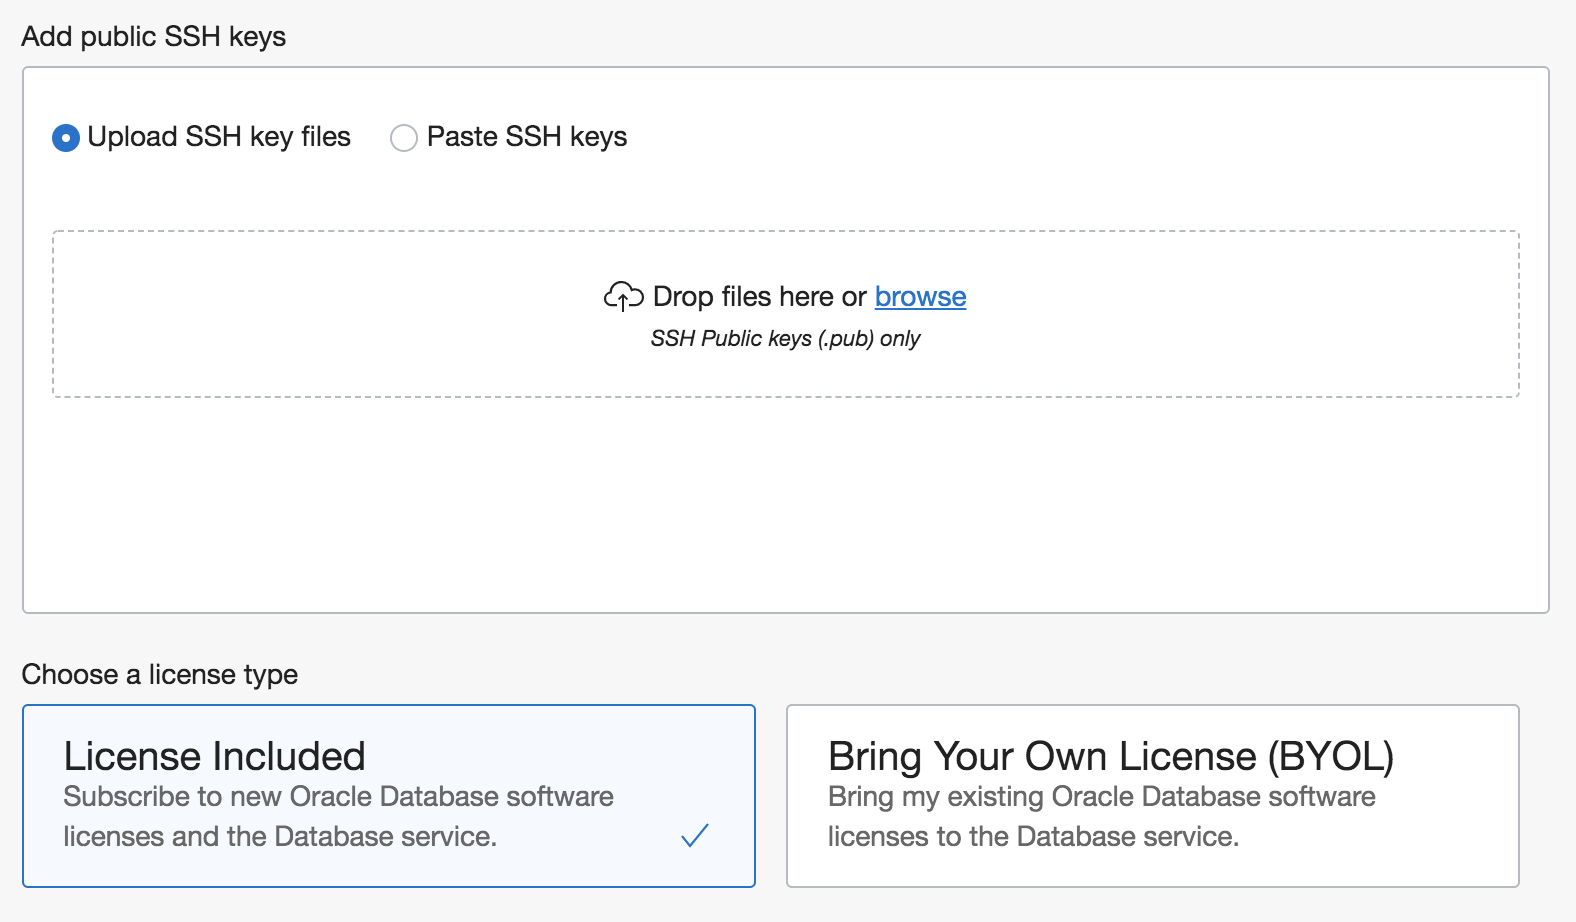 Add public SSH keys
Upload SSH key files
Paste SSH keys
Drop files here or browse
SSH Public keys (.pub) only
Choose a license type
License Included
Subscribe to new Oracle Database software
licenses and the Database service.
Bring Your Own License (BYOL)
Bring my existing Oracle Database software
licenses to the Database service.